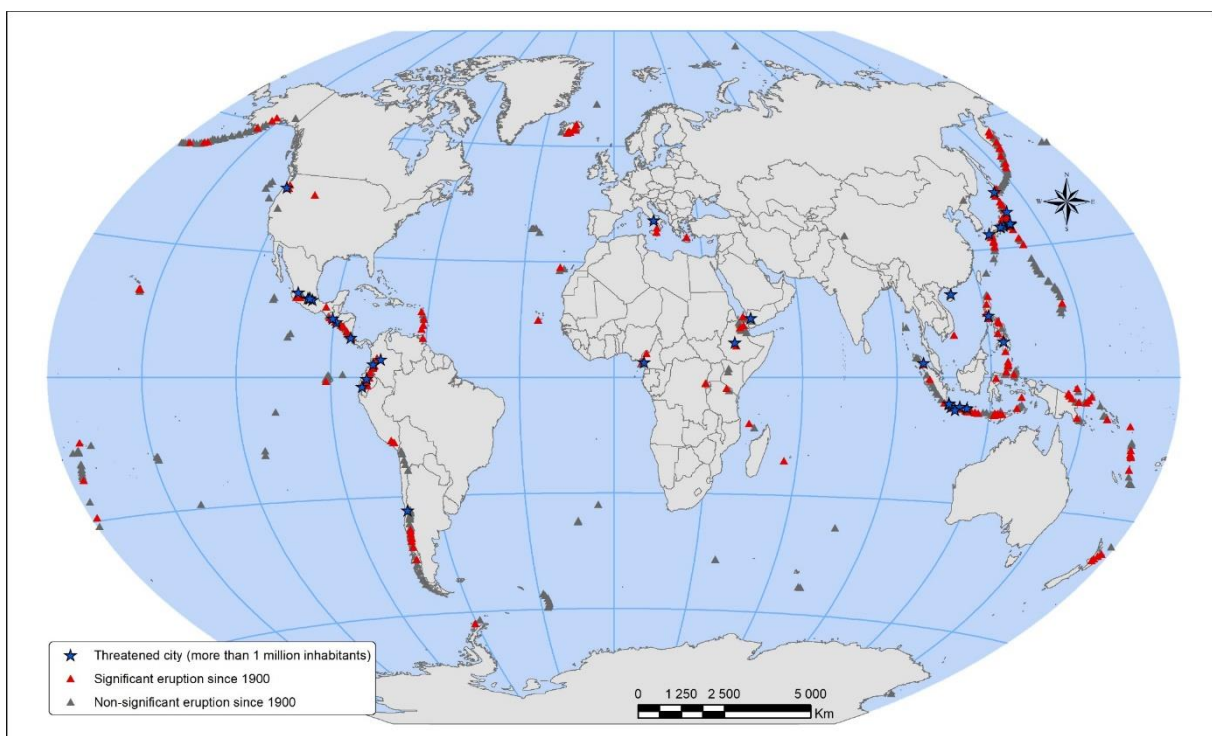 N
W
E
S
Threatened city (more than 1 million inhabitants)
Significant eruption since 1900
Non-significant eruption since 1900
0 1 250 2 500 5 000
Km